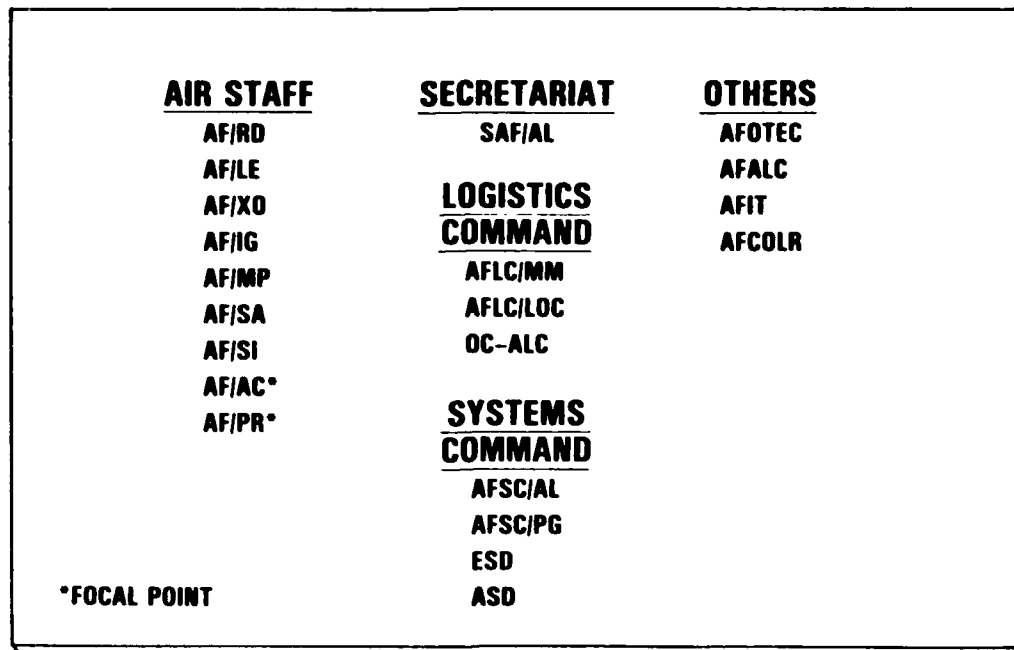 AIR STAFF
AF/RD
AF/LE
AF/XO
AF/IG
AF/MP
AF/SA
AF/SI
AF/AC*
AF/PR*
*FOCAL POINT
SECRETARIAT
SAF/AL
LOGISTICS
COMMAND
AFLC/MM
AFLC/LOC
OC-ALC
SYSTEMS
COMMAND
AFSC/AL
AFSC/PG
ESD
ASD
OTHERS
AFOTEC
AFALC
AFIT
AFCOLR